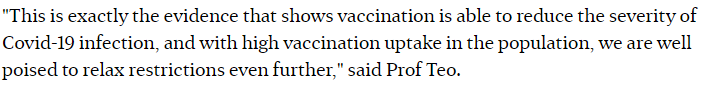 "This is exactly the evidence that shows vaccination is able to reduce the severity of
Covid-19 infection, and with high vaccination uptake in the population, we are well
poised to relax restrictions even further," said Prof Teo.